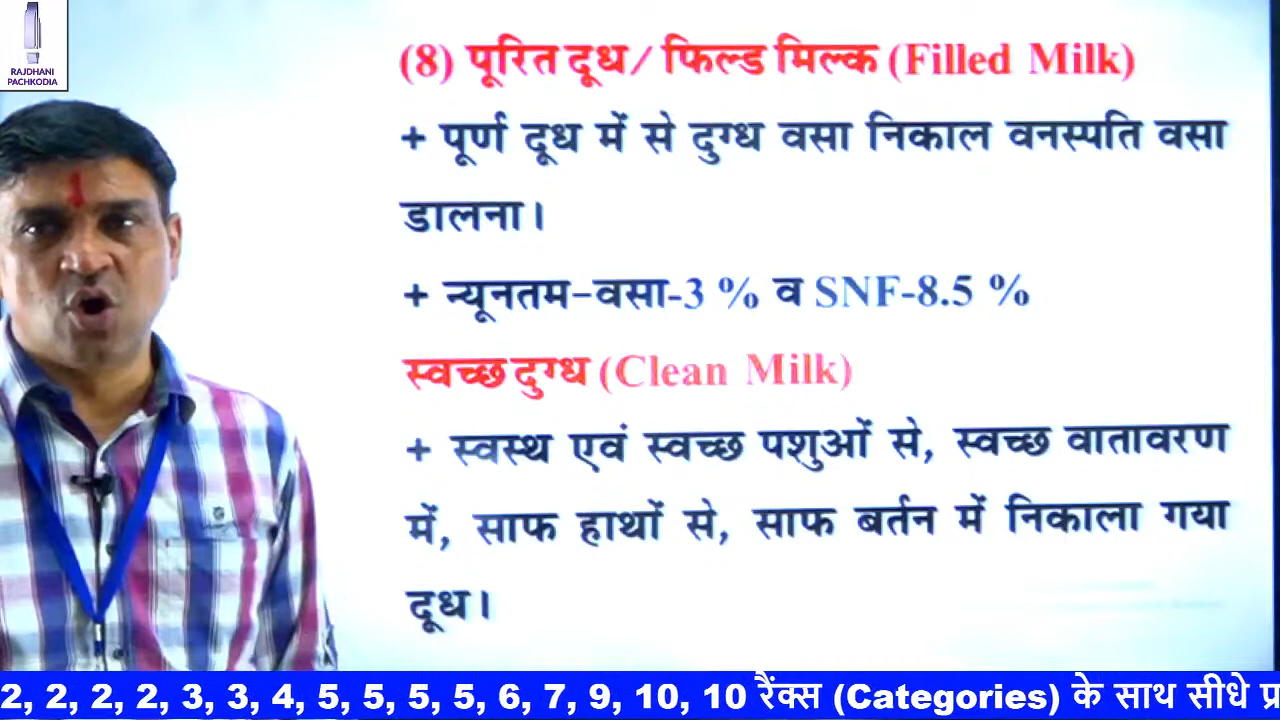 RAJDHANI
PACHKODIA
(8) पूरित दूध/ फिल्ड मिल्क (Filled Milk)
+ पूर्ण दूध में से दुग्ध वसा निकाल वनस्पति वसा
डालना।
+ न्यूनतम-वसा-3 % व SNF-8.5 %
स्वच्छ दुग्ध (Clean Milk)
+ स्वस्थ एवं स्वच्छ पशुओं से, स्वच्छ वातावरण
में, साफ हाथों से, साफ बर्तन में निकाला गया
दूध।
2, 2, 2, 2, 3, 3, 4, 5, 5, 5, 5, 6, 7, 9, 10, 10 रैंक्स (Categories) के साथ सीधे प्र